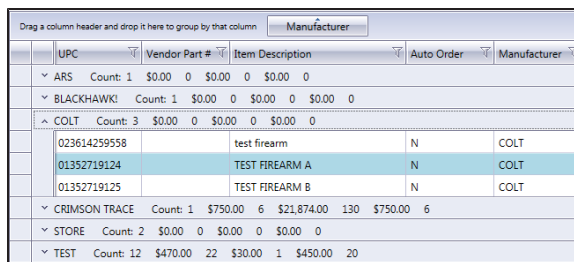 Drag a column header and drop it here to group by that column Manufacturer
UPC Vendor Part # Item Description Auto Order Manufacturer
ARS Count: 1 $0.00 0 $0.00 0 $0.00 0
BLACKHAWK! Count: 1 $0.00 0 $0.00 0 $0.00 0
COLT Count: 3 $0.00 0 $0.00 0 $0.00 0
023614259558 test firearm N COLT
01352719124 TEST FIREARM A N COLT
01352719125 TEST FIREARM B N COLT
CRIMSON TRACE Count: 1 $750.00 6 $21,874.00 130 $750.00 6
STORE Count: 2 $0.00 0 $0.00 0 $0.00 0
TEST Count: 12 $470.00 22 $30.00 1 $450.00 20